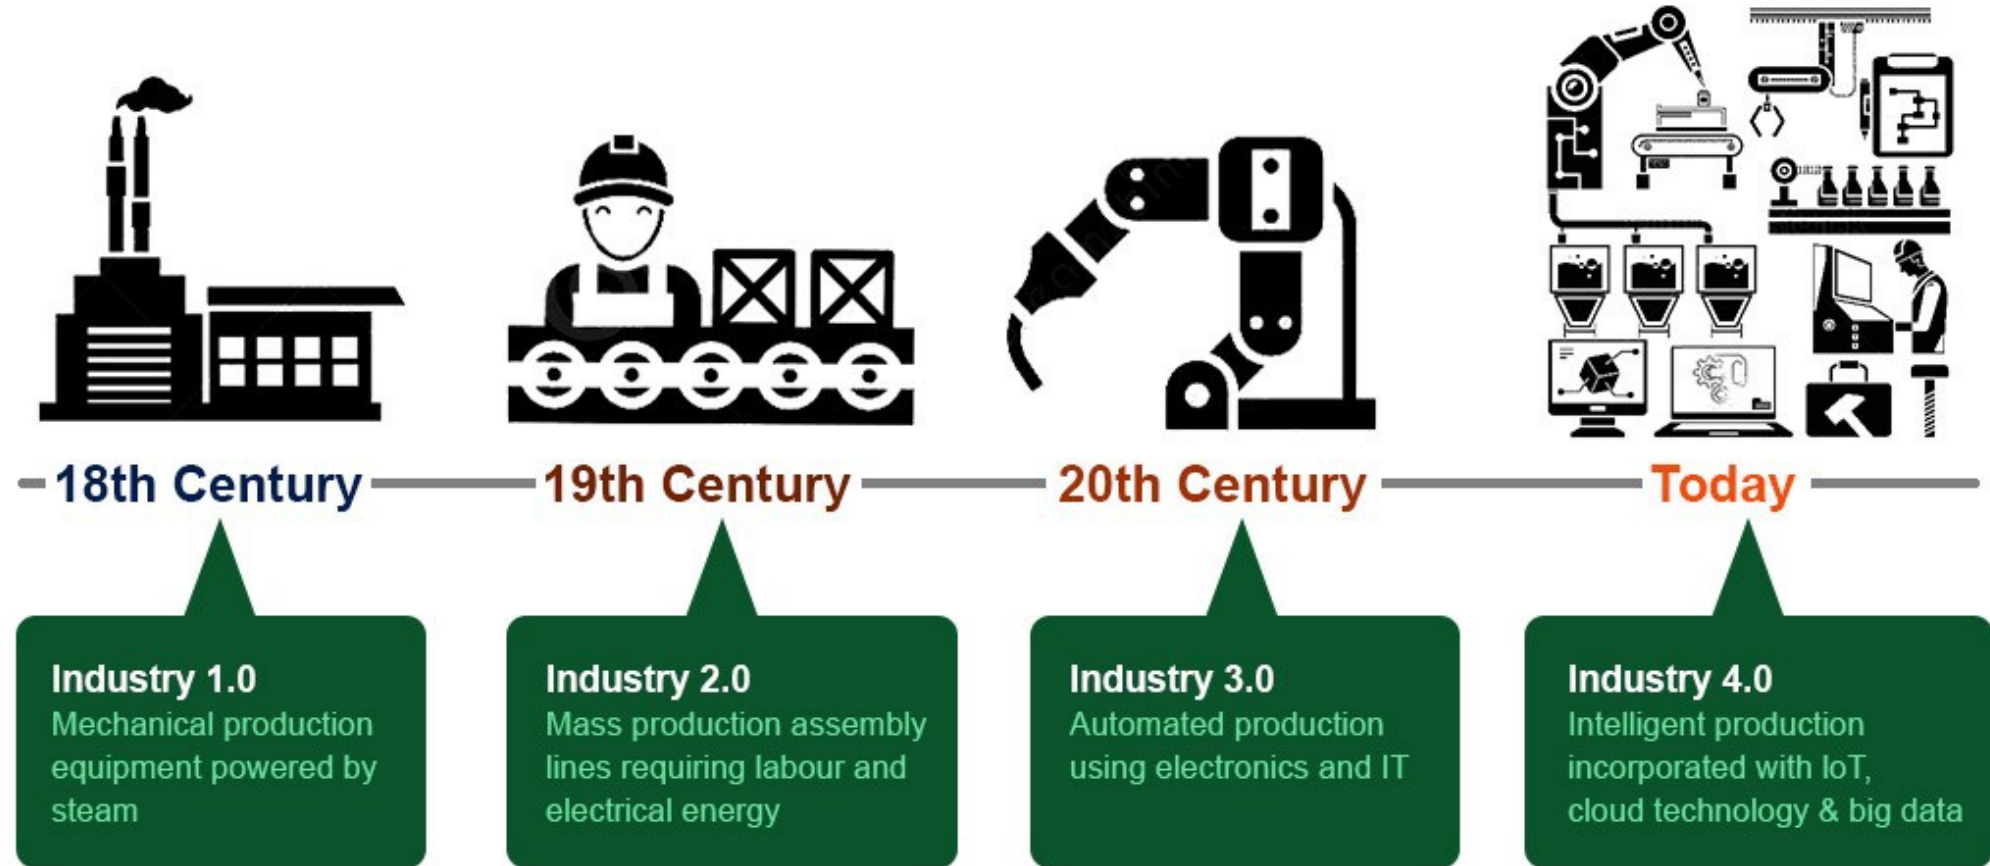 18th Century
19th Century
20th Century
Today
Industry 1.0
Mechanical production
equipment powered by
steam
Industry 2.0
Mass production assembly
lines requiring labour and
electrical energy
Industry 3.0
Automated production
using electronics and IT
Industry 4.0
Intelligent production
incorporated with IoT,
cloud technology & big data